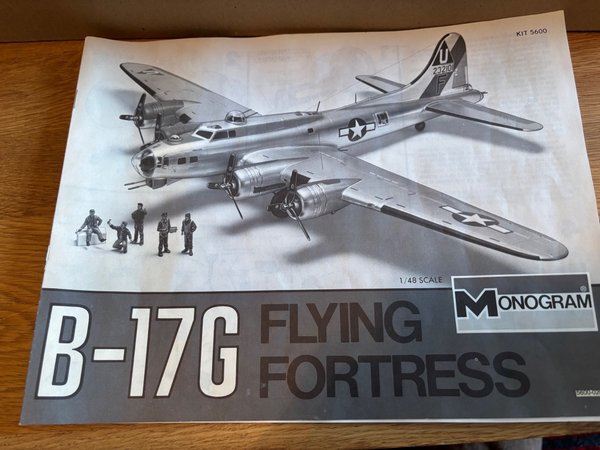 KIT 5600
U
1/48 SCALE
MONOGRAM®
B-17G
FLYING
FORTRESS